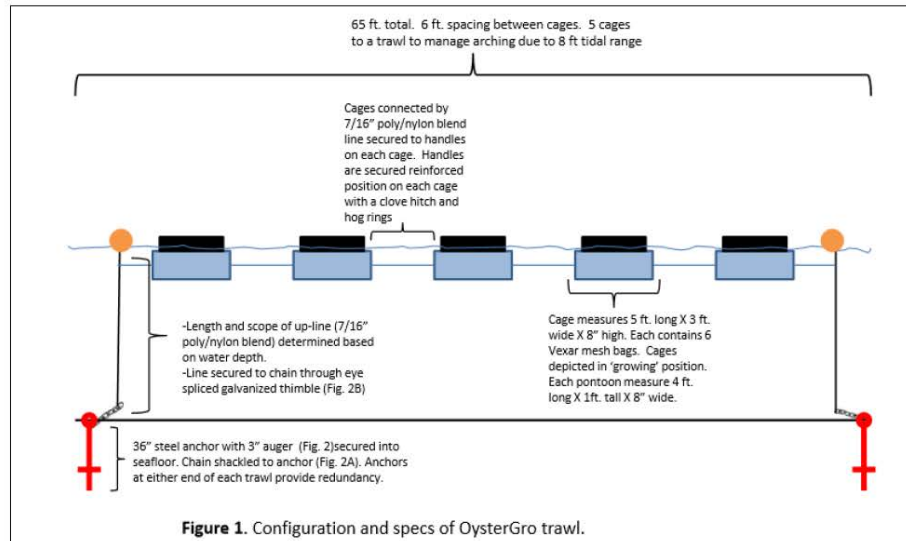 65 ft. total.  6 ft. spacing between cages.  5 cages
to a trawl to manage arching due to 8 ft tidal range
Cages connected by
7/16” poly/nylon blend
line secured to handles
on each cage.  Handles
are secured reinforced
position on each cage
with a clove hitch and
hog rings
-Length and scope of up-line (7/16”
poly/nylon blend) determined based
on water depth.
-Line secured to chain through eye
spliced galvanized thimble (Fig. 2B)
Cage measures 5 ft. long X 3 ft.
wide X 8” high. Each contains 6
Vexar mesh bags.  Cages
depicted in ‘growing’ position.
Each pontoon measure 4 ft.
long X 1ft. tall X 8” wide.
36” steel anchor with 3” auger  (Fig. 2)secured into
seafloor. Chain shackled to anchor (Fig. 2A). Anchors
at either end of each trawl provide redundancy.
Figure 1. Configuration and specs of OysterGro trawl.